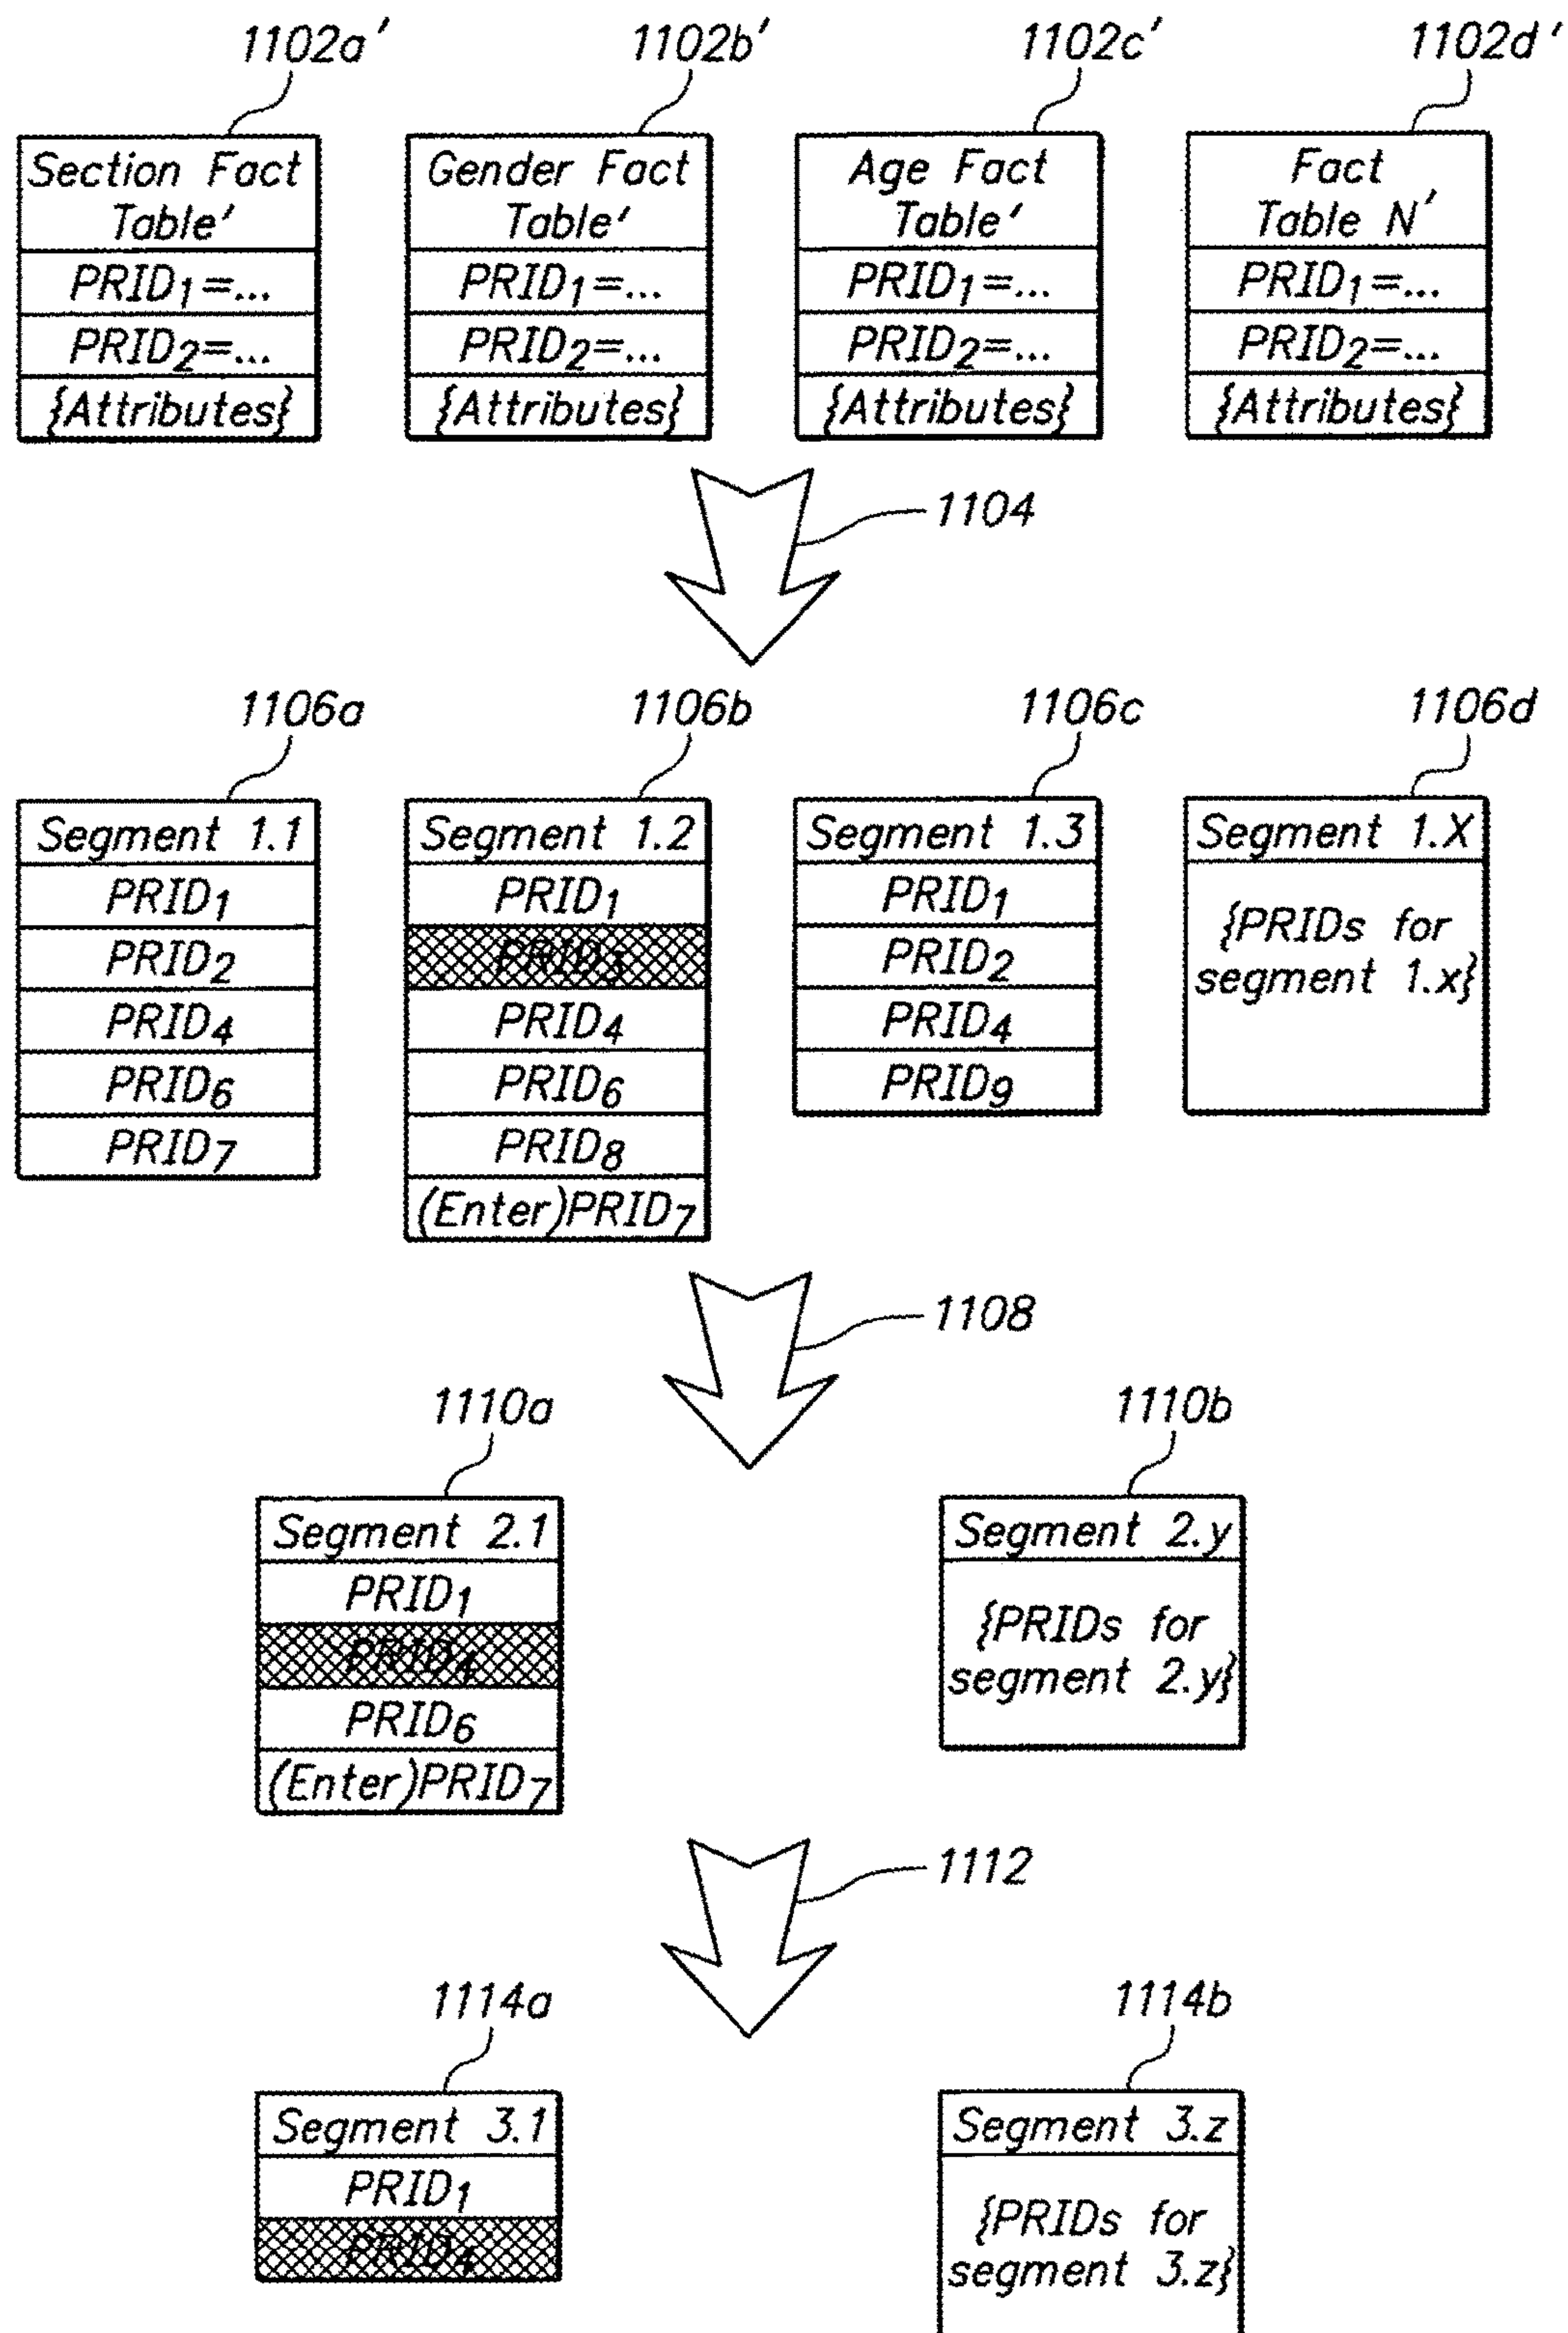 1102a' 1102b' 1102c' 1102d'
Section Fact Gender Fact Age Fact Fact
Table' Table' Table' Table N'
PRID1=... PRID1=... PRID1=... PRID1=...
PRID2=... PRID2=... PRID2=... PRID2=...
{Attributes} {Attributes} {Attributes} {Attributes}
1104
1106a 1106b 1106c 1106d
Segment 1.1 Segment 1.2 Segment 1.3 Segment 1.X
PRID1 PRID1 PRID1 {PRIDs for
PRID2 PRID3 PRID2 segment 1.x}
PRID4 PRID4 PRID4
PRID6 PRID6 PRID9
PRID7 PRID8
(Enter)PRID7
1108
1110a 1110b
Segment 2.1 Segment 2.y
PRID1 {PRIDs for
PRID4 segment 2.y}
PRID6
(Enter)PRID7
1112
1114a 1114b
Segment 3.1 Segment 3.z
PRID1 {PRIDs for
PRID4 segment 3.z}